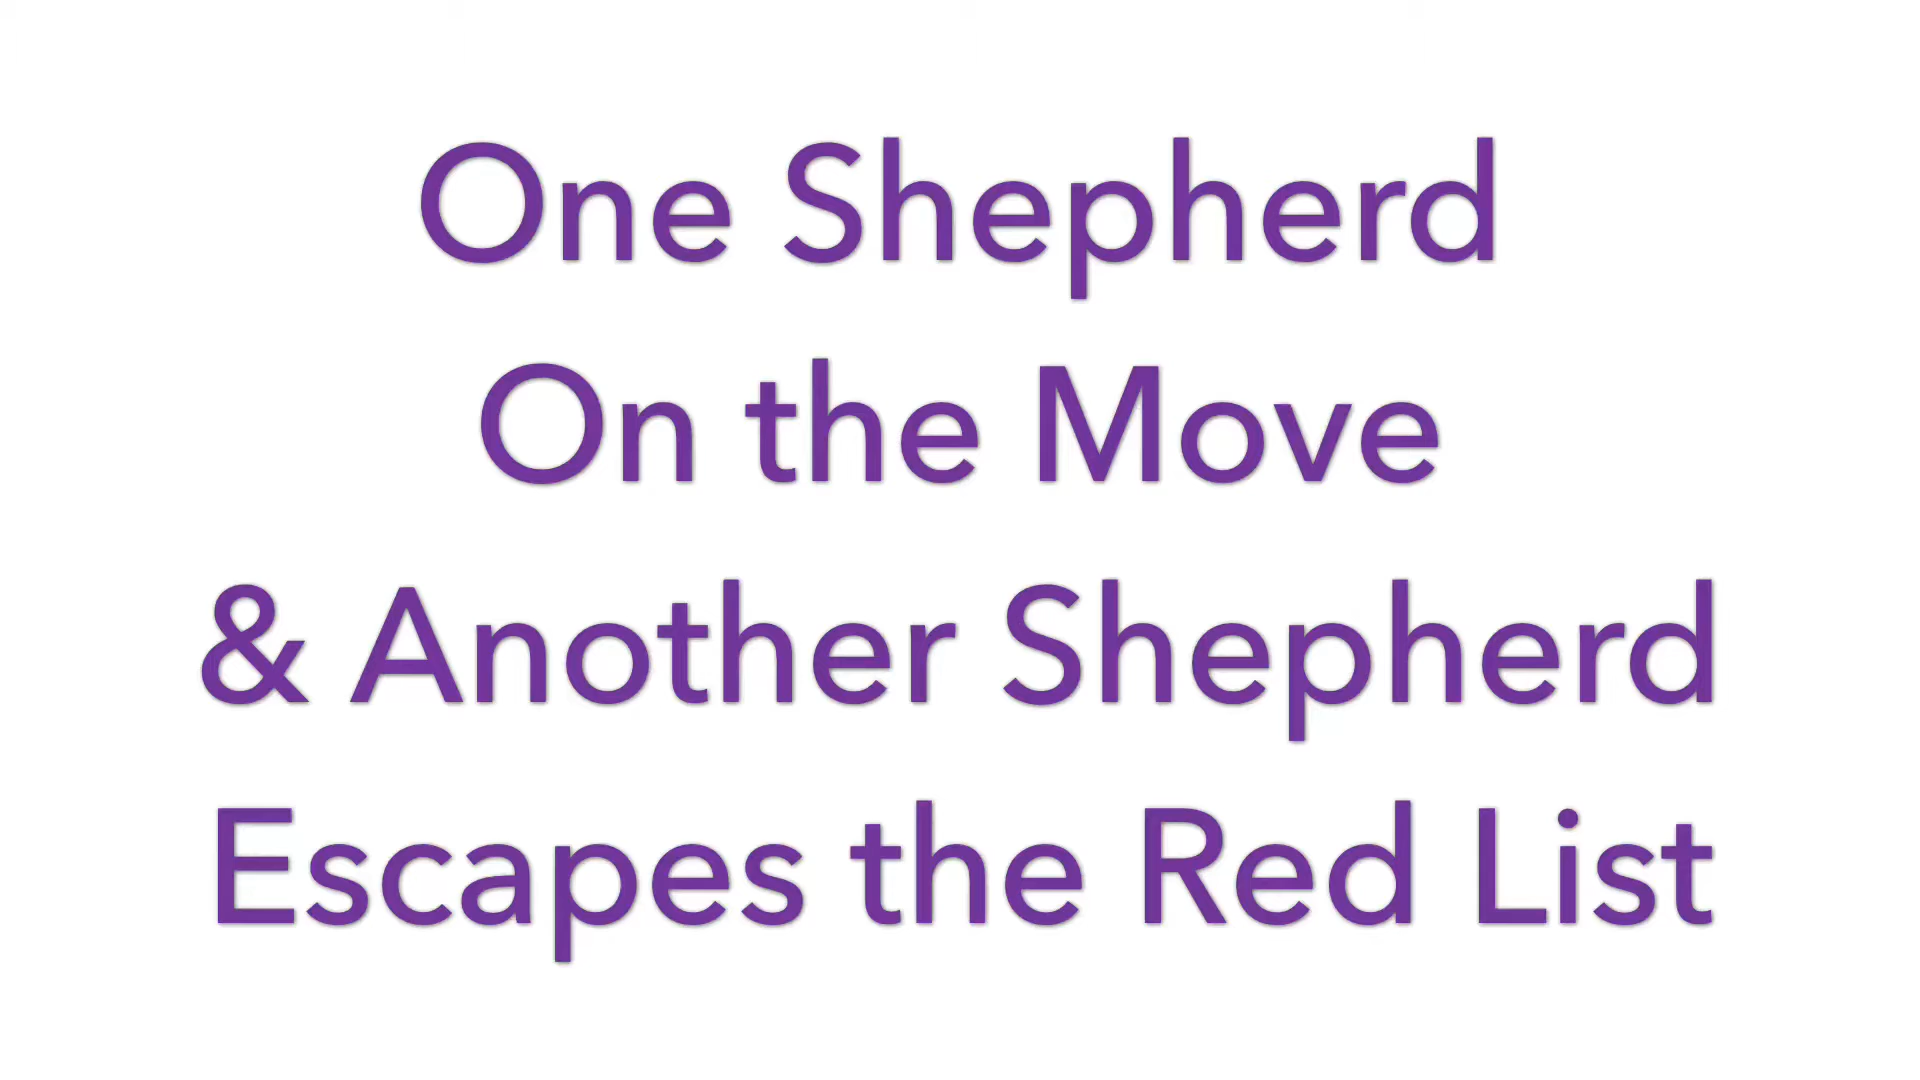 One Shepherd
On the Move
& Another Shepherd
Escapes the Red List